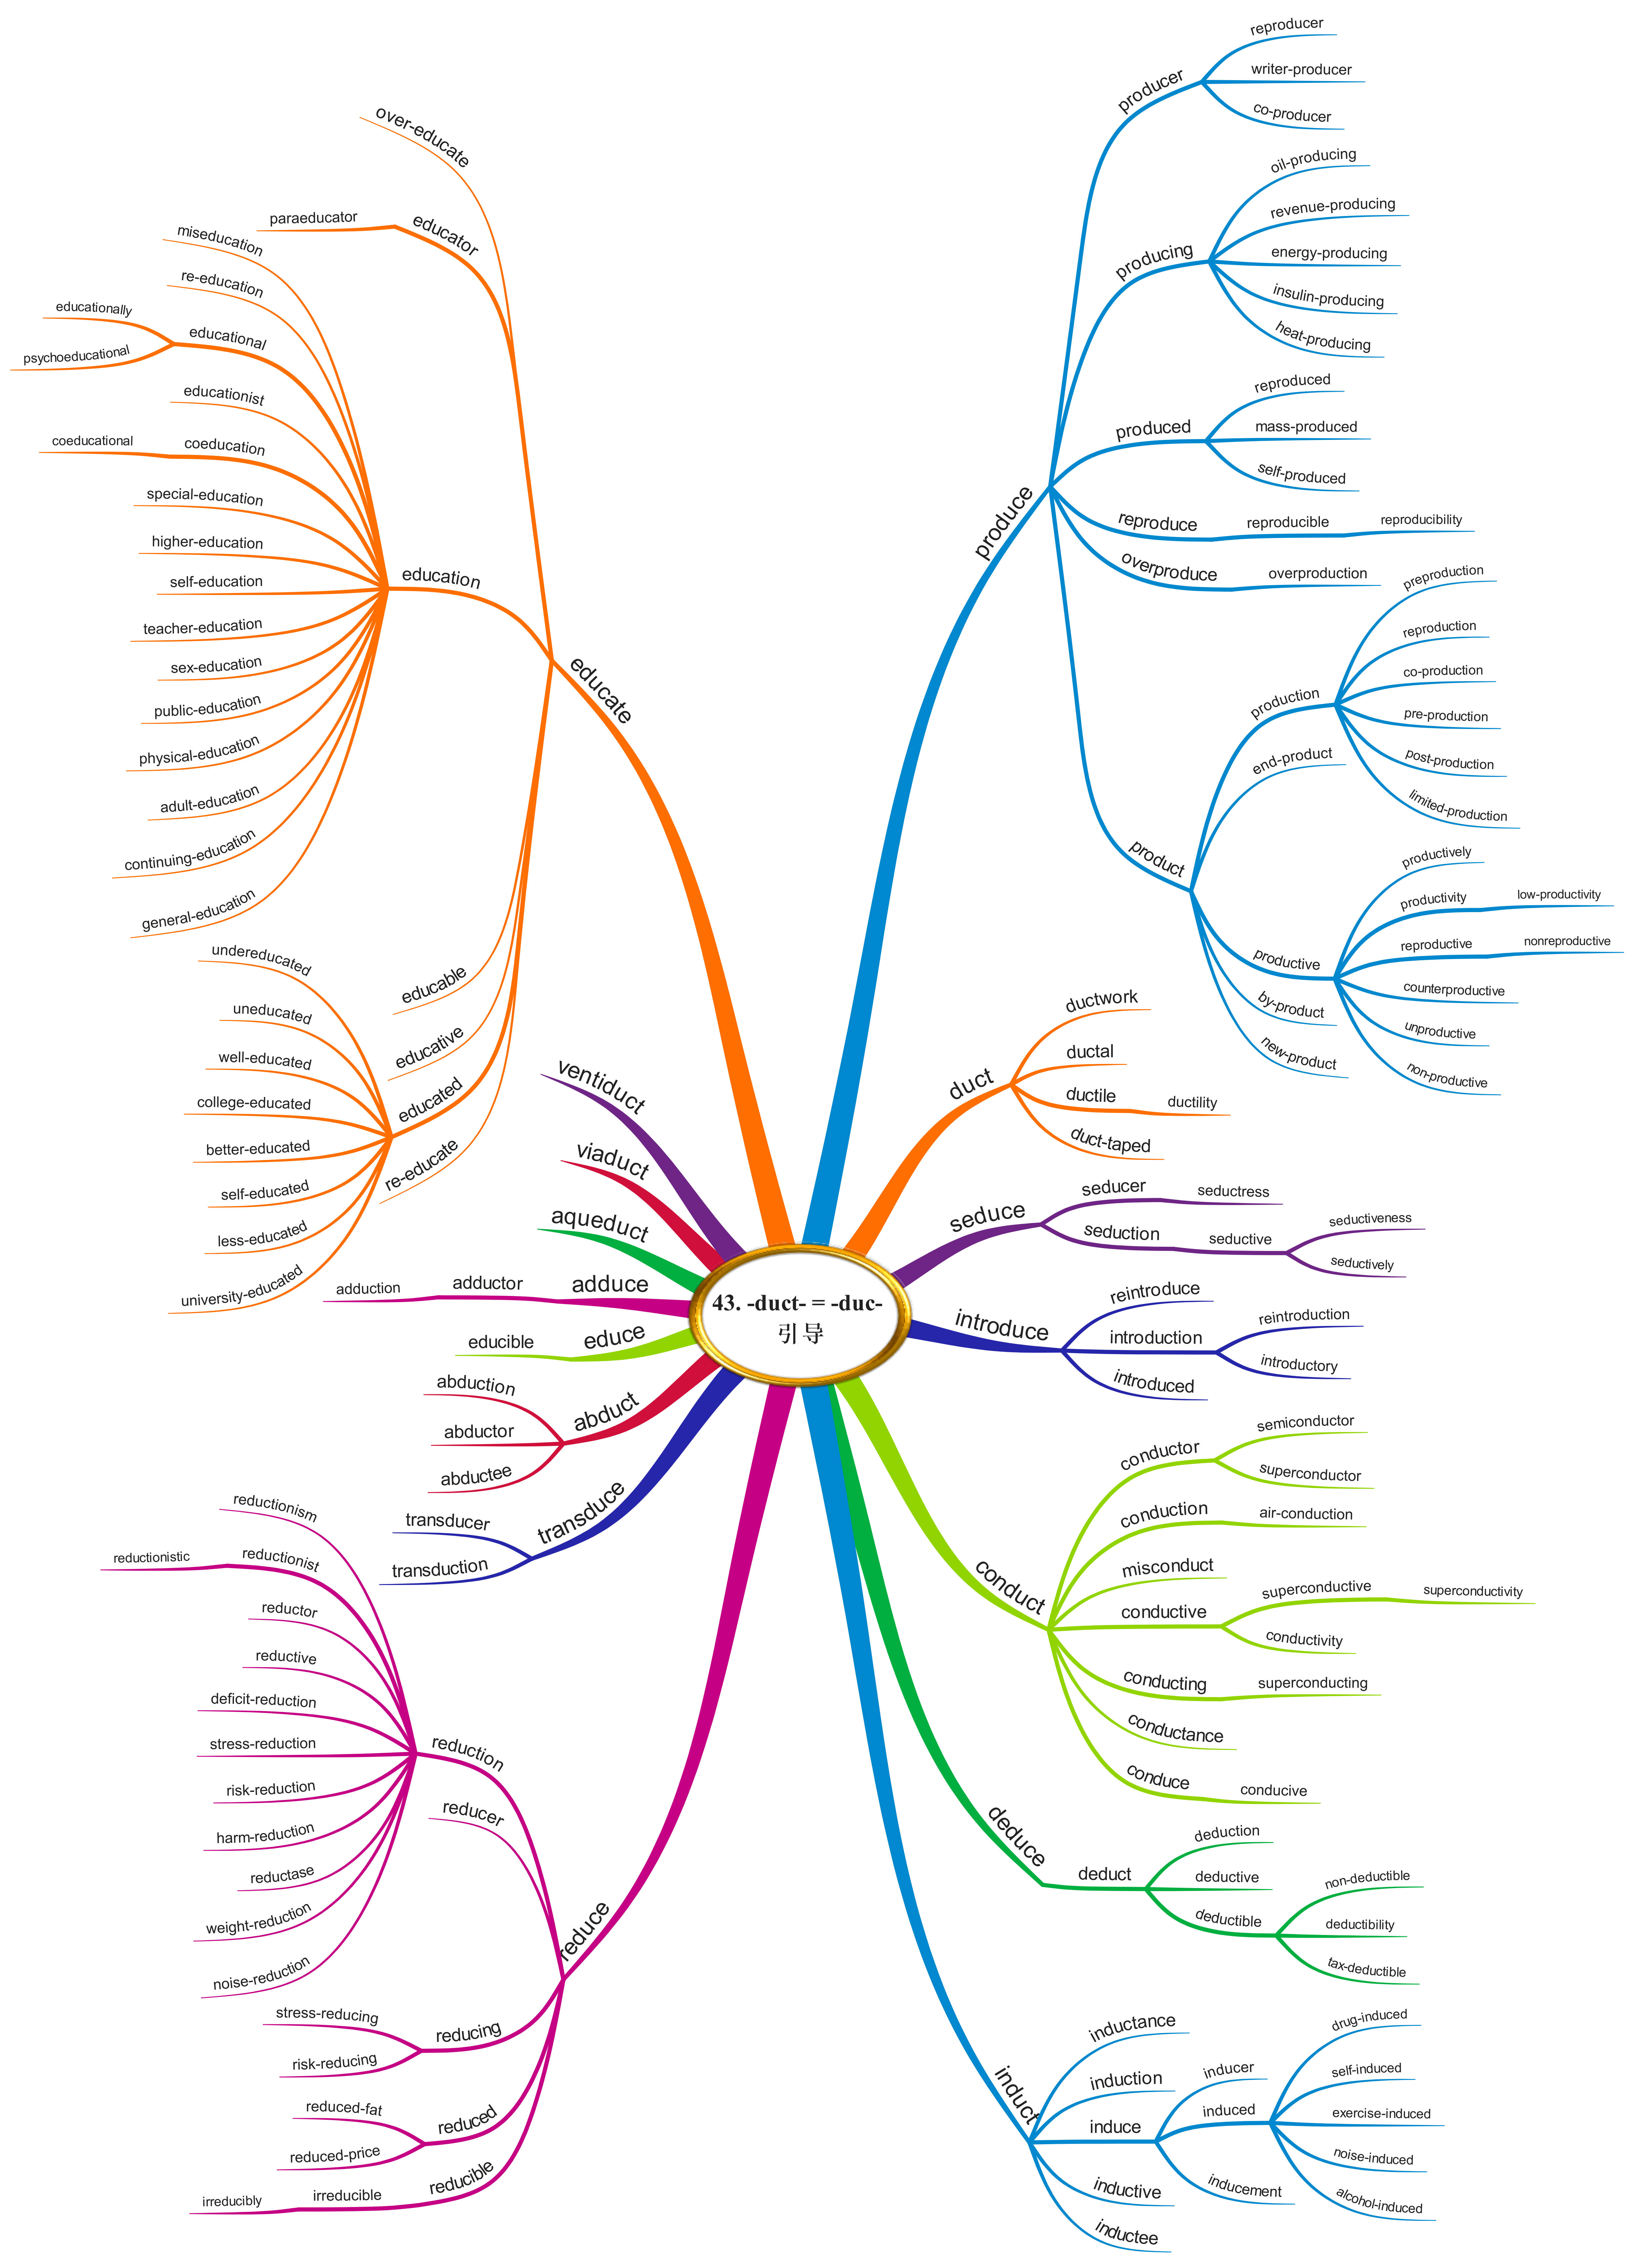 43. -duct- = -duc-
引导
produce
producer
reproducer
writer-producer
co-producer
producing
oil-producing
revenue-producing
energy-producing
insulin-producing
heat-producing
produced
reproduced
mass-produced
self-produced
reproduce
reproducible
reproducibility
overproduce
overproduction
product
production
preproduction
reproduction
co-production
pre-production
post-production
limited-production
end-product
productive
productively
productivity
low-productivity
reproductive
nonreproductive
counterproductive
unproductive
non-productive
by-product
new-product
duct
ductwork
ductal
ductile
ductility
duct-taped
seduce
seducer
seductress
seduction
seductive
seductiveness
seductively
introduce
reintroduce
introduction
reintroduction
introductory
introduced
conduct
conductor
semiconductor
superconductor
conduction
air-conduction
misconduct
conductive
superconductive
superconductivity
conductivity
conducting
superconducting
conductance
conduce
conducive
deduce
deduct
deduction
deductive
deductible
non-deductible
deductibility
tax-deductible
induct
inductance
induction
induce
inducer
induced
drug-induced
self-induced
exercise-induced
noise-induced
alcohol-induced
inducement
inductive
inductee
educate
over-educate
educator
paraeducator
education
miseducation
re-education
educational
educationally
psychoeducational
educationist
coeducation
coeducational
special-education
higher-education
self-education
teacher-education
sex-education
public-education
physical-education
adult-education
continuing-education
general-education
educable
educative
educated
undereducated
uneducated
well-educated
college-educated
better-educated
self-educated
less-educated
university-educated
re-educate
ventiduct
viaduct
aqueduct
adduce
adductor
adduction
educe
educible
abduct
abduction
abductor
abductee
transduce
transducer
transduction
reduce
reduction
reductionism
reductionist
reductionistic
reductor
reductive
deficit-reduction
stress-reduction
risk-reduction
harm-reduction
reductase
weight-reduction
noise-reduction
reducer
reducing
stress-reducing
risk-reducing
reduced
reduced-fat
reduced-price
reducible
irreducible
irreducibly